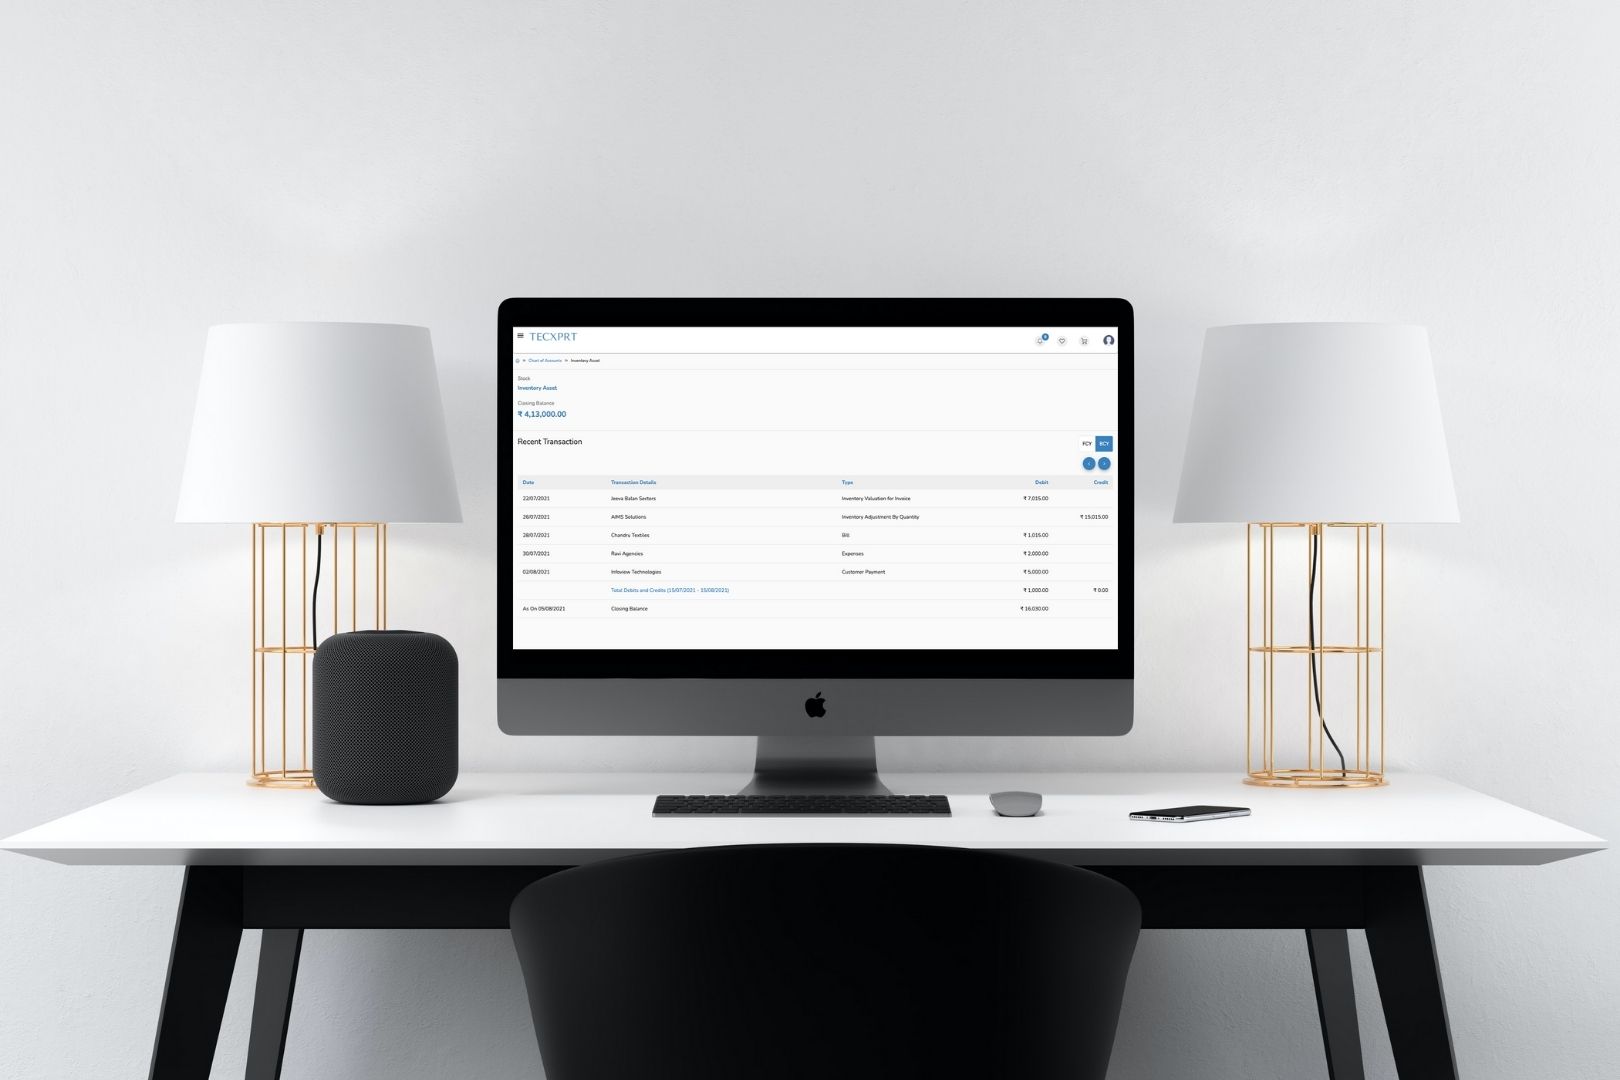 TECXPRT
Chart of Accounts » Inventory Asset
Stock
Inventory Asset
Closing Balance
₹ 4,13,000.00
Recent Transaction
FCY BCY
Date Transaction Details Type Debit Credit
22/07/2021 Jeeva Balan Sectors Inventory Valuation for Invoice ₹ 7,015.00
26/07/2021 AIMS Solutions Inventory Adjustment By Quantity ₹ 15,015.00
28/07/2021 Chandry Textiles Bill ₹ 1,015.00
30/07/2021 Ravi Agencies Expenses ₹ 2,000.00
02/08/2021 Infoview Technologies Customer Payment ₹ 5,000.00
Total Debits and Credits (15/07/2021 - 15/08/2021) ₹ 1,000.00 ₹ 0.00
As On 05/08/2021 Closing Balance ₹ 16,030.00